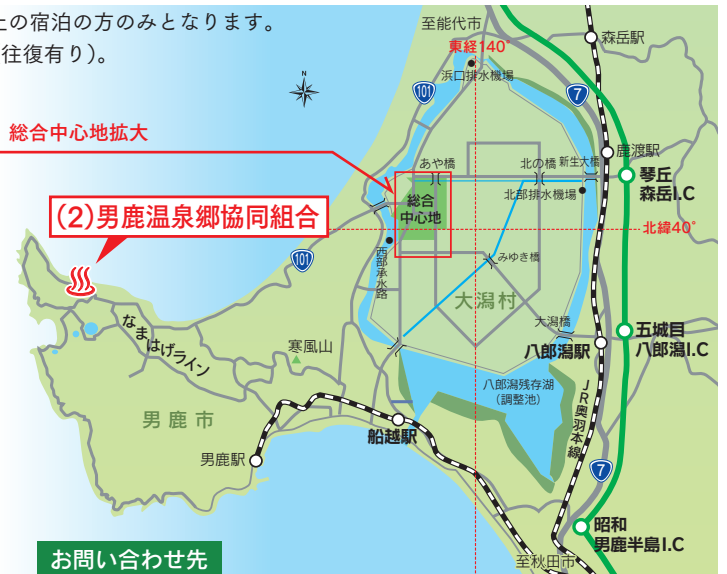 上の宿泊の方のみとなります。
往復有り）。
至能代市
森岳駅
東経140°
浜口排水機場
101
7
N
総合中心地拡大
あや橋
北の橋
新生大橋
鹿渡駅
琴丘
森岳I.C
北部排水機場
総合
中心地
(2)男鹿温泉郷協同組合
北緯40°
101
西部承水路
みゆき橋
大潟村
なまはげライン
寒風山
大潟橋
八郎潟駅
五城目
八郎潟I.C
八郎潟残存湖
（調整池）
JR奥羽本線
男鹿市
船越駅
男鹿駅
7
昭和
男鹿半島I.C
お問い合わせ先
至秋田市